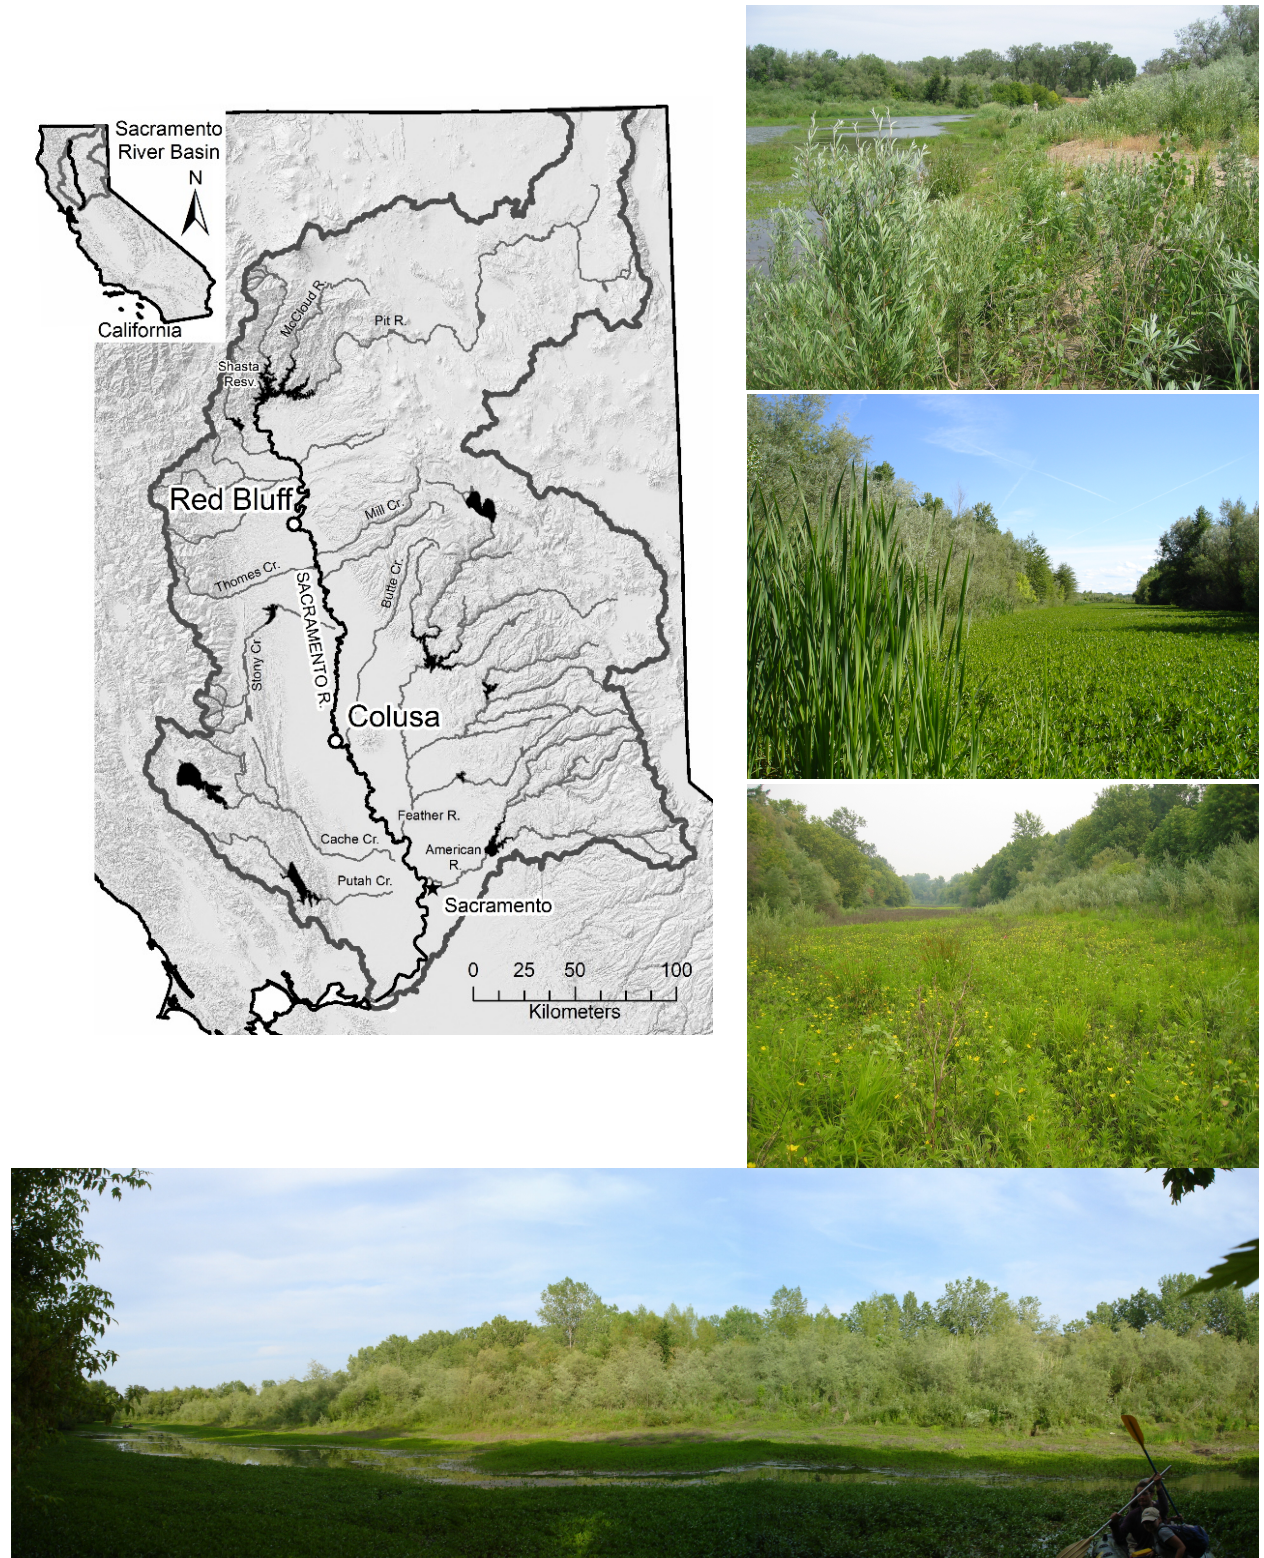 Sacramento
River Basin
N
California
McCloud R.
Pit R.
Shasta
Resv.
Red Bluff
Mill Cr.
Thomes Cr.
SACRAMENTO R.
Butte Cr.
Stony Cr
Colusa
Feather R.
Cache Cr.
American
R.
Putah Cr.
Sacramento
0 25 50 100
Kilometers